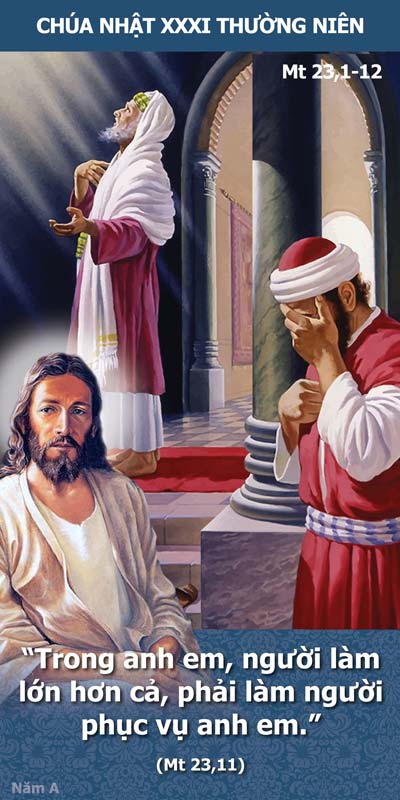 CHÚA NHẬT XXXI THƯỜNG NIÊN
Mt 23,1-12
“Trong anh em, người làm
lớn hơn cả, phải làm người
phục vụ anh em.”
(Mt 23,11)
Năm A